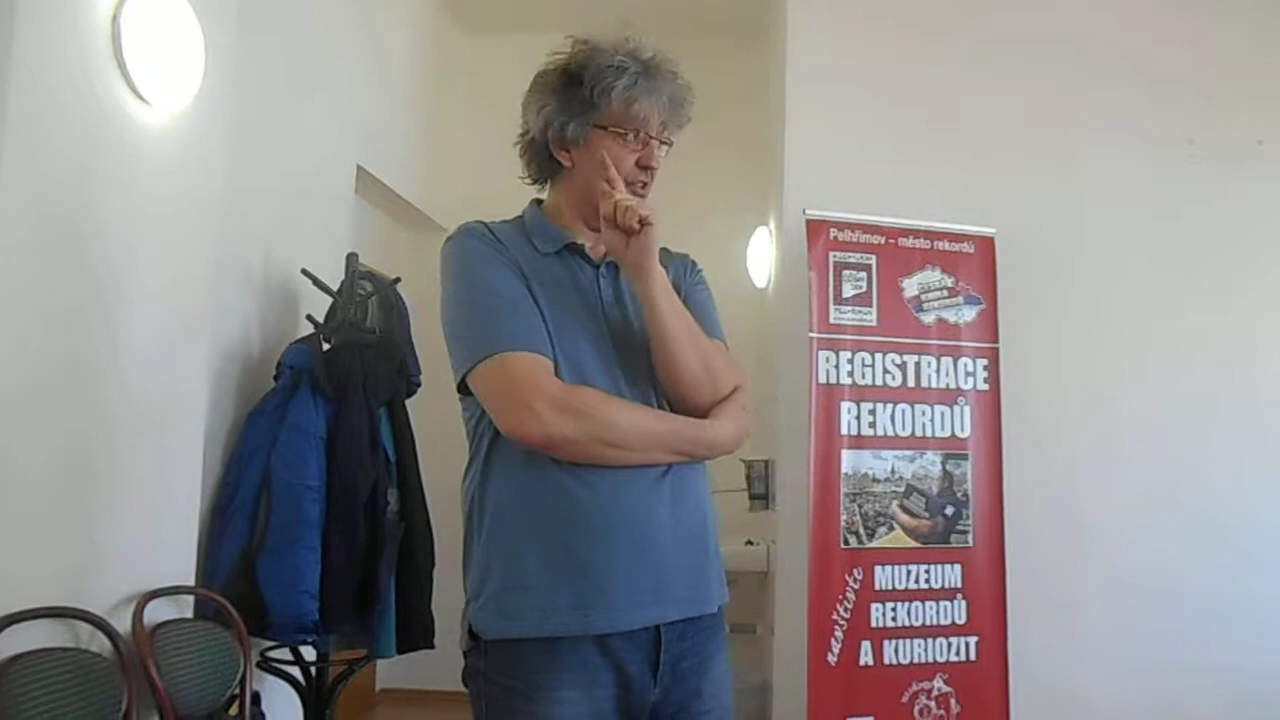 Pelhřimov – město rekordů
REGISTRACE
REKORDŮ
navštivte
MUZEUM
REKORDŮ
A KURIOZIT